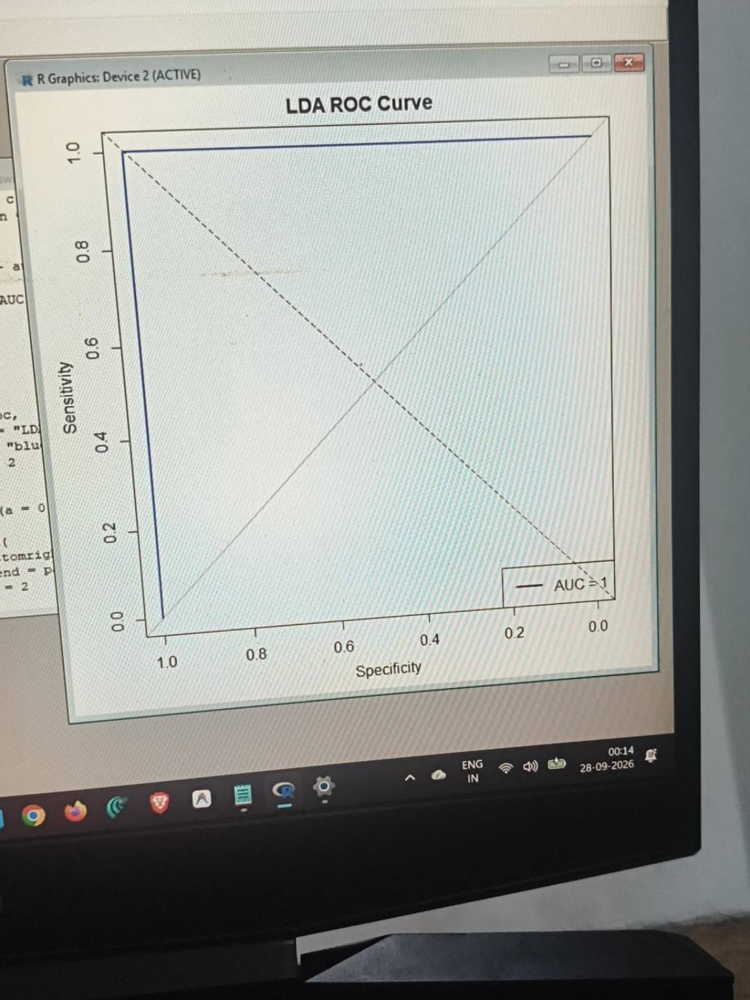 R Graphics: Device 2 (ACTIVE)
LDA ROC Curve
1.0
0.8
0.6
0.4
0.2
0.0
Sensitivity
1.0
0.8
0.6
0.4
0.2
0.0
Specificity
AUC = 1
c
n
- a
AUC
oc,
= "LD
"blu
2
(a = 0
(
tomrig
end = p
= 2
ENG
IN
00:14
28-09-2026